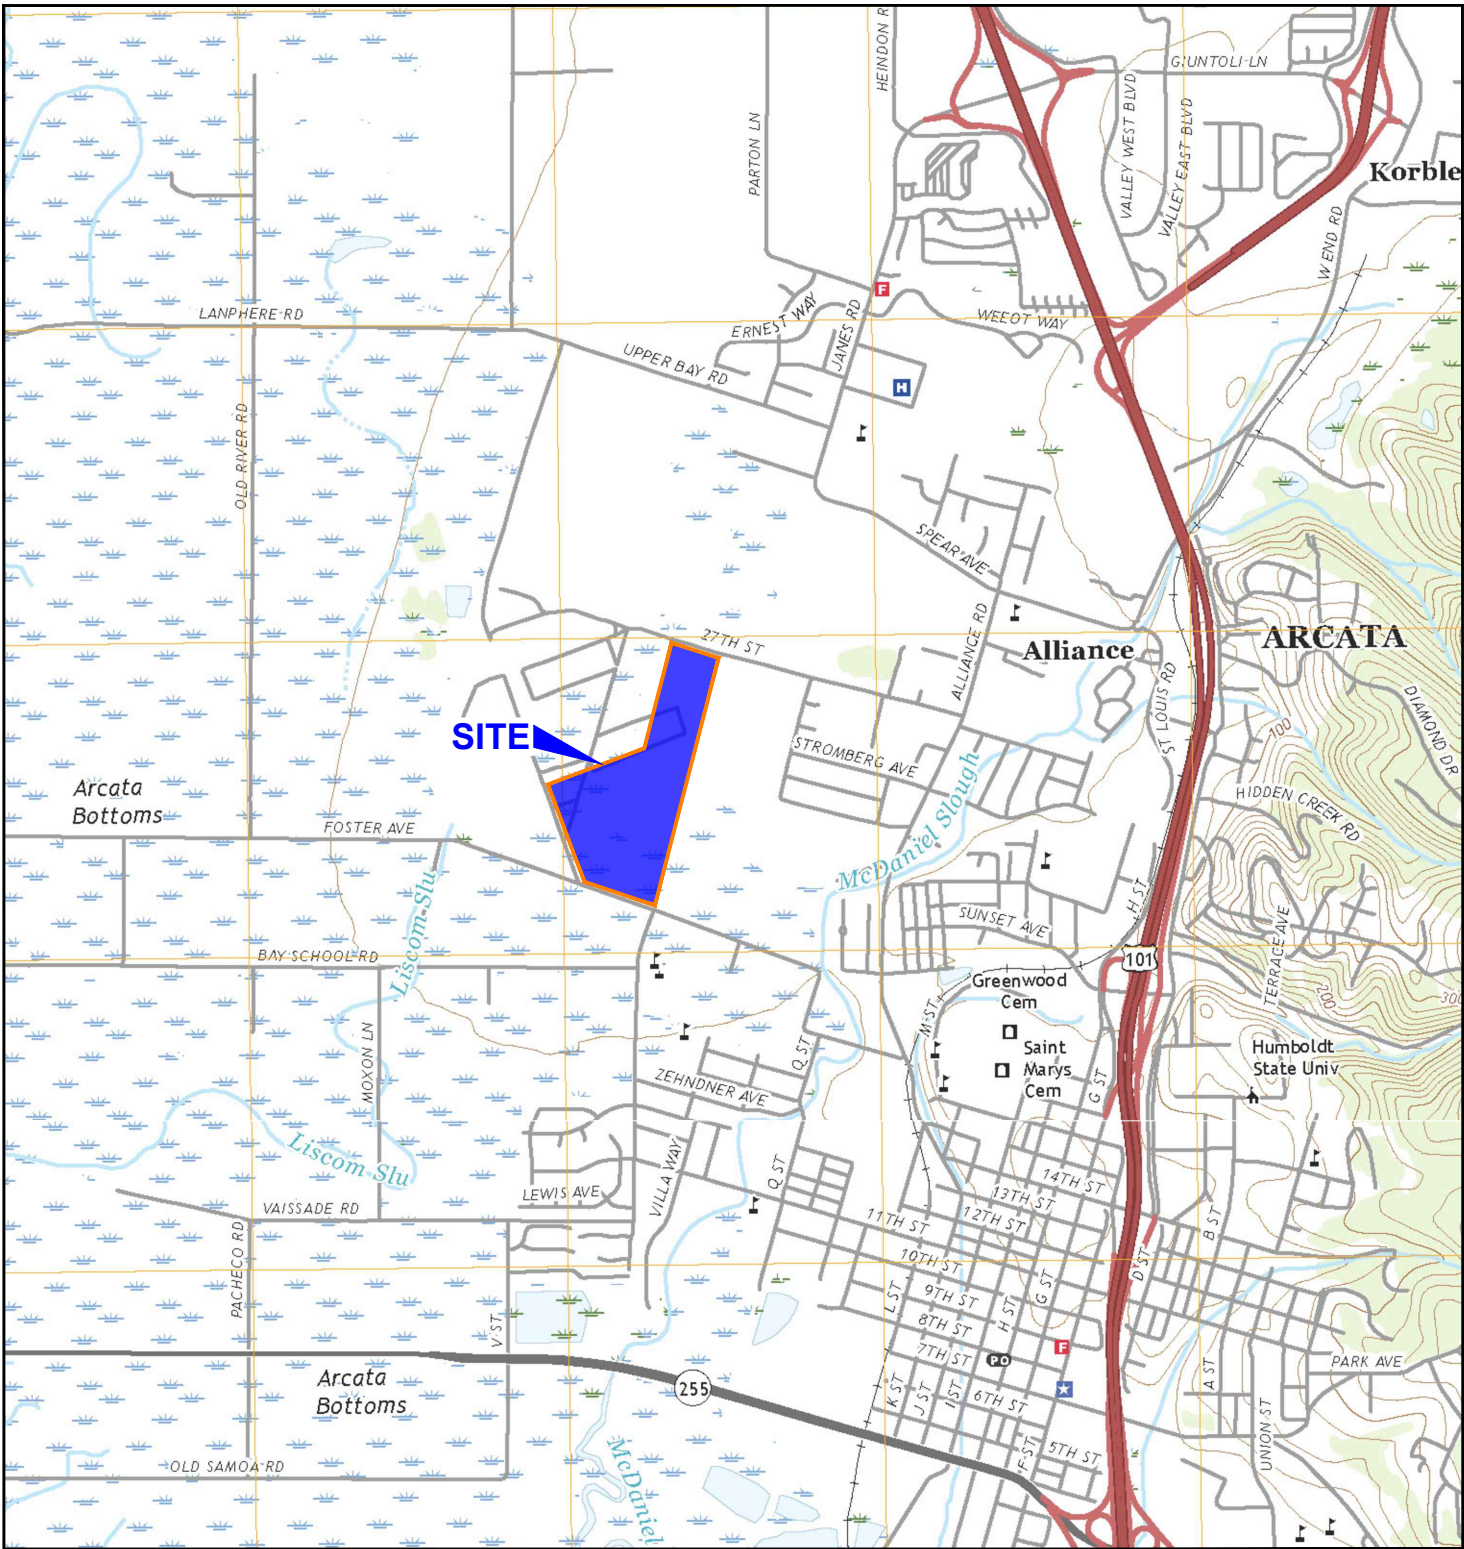 HEINDON R
GIUNTOLI LN
PARTON LN
VALLEY WEST BLVD
VALLEY EAST BLVD
Korble
W END RD
LANPHERE RD
ERNEST WAY
F
JANES RD
WEEOT WAY
UPPER BAY RD
H
OLD RIVER RD
SPEAR AVE
27TH ST
ALLIANCE RD
Alliance
ARCATA
ST LOUIS RD
DIAMOND DR
100
SITE
STROMBERG AVE
McDaniel Slough
HIDDEN CREEK RD
Arcata
Bottoms
FOSTER AVE
Liscom Slu
H ST
SUNSET AVE
TERRACE AVE
BAY SCHOOL RD
101
Greenwood
Cem
200
300
M ST
MOXON LN
Q ST
Saint
Marys
Cem
Humboldt
State Univ
ZEHNDNER AVE
G ST
Liscom Slu
VILLA WAY
Q ST
14TH ST
13TH ST
LEWIS AVE
12TH ST
VAISSADE RD
11TH ST
B ST
PACHECO RD
10TH ST
D ST
L ST
9TH ST
H ST
G ST
8TH ST
V ST
7TH ST
PO
F
PARK AVE
Arcata
Bottoms
255
K ST
J ST
I ST
6TH ST
A ST
UNION ST
F ST
5TH ST
OLD SAMOA RD
McDaniel